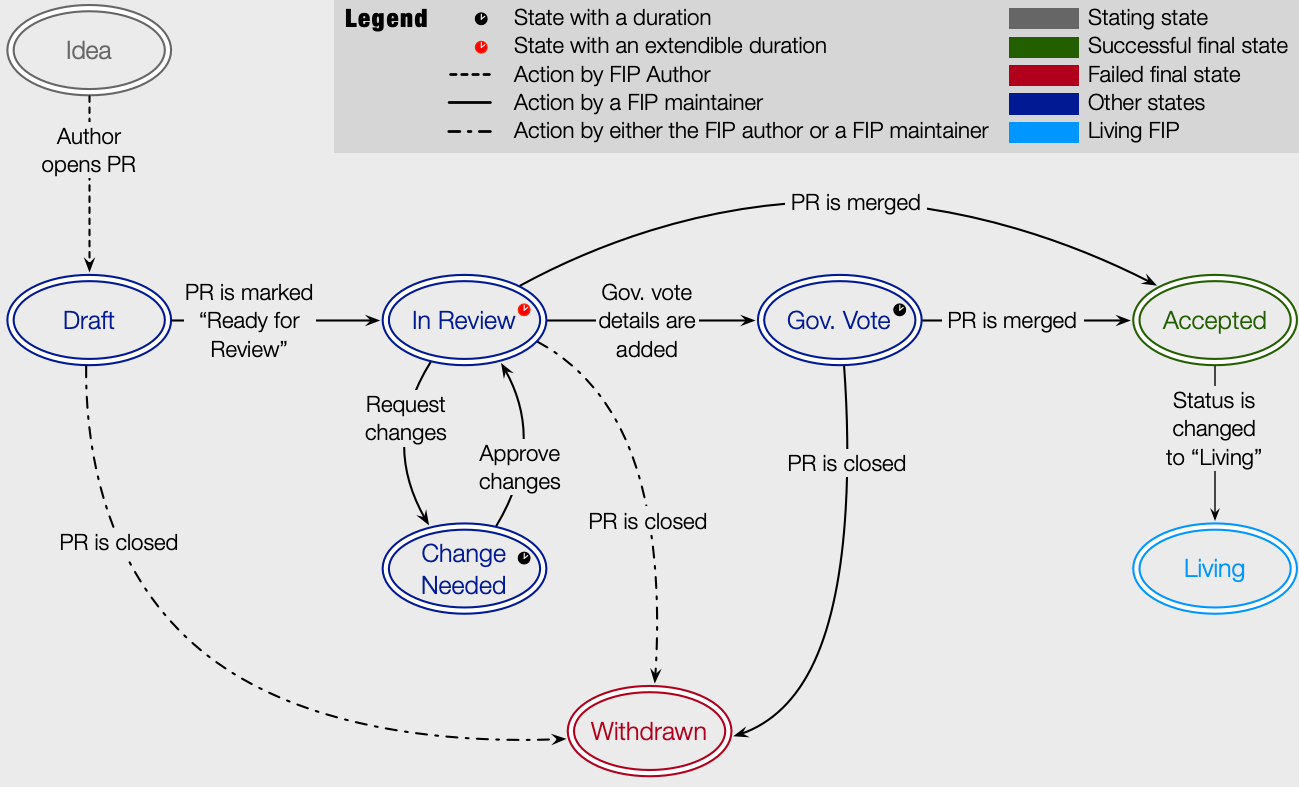 Legend
State with a duration
State with an extendible duration
Action by FIP Author
Action by a FIP maintainer
Action by either the FIP author or a FIP maintainer
Stating state
Successful final state
Failed final state
Other states
Living FIP
Idea
Author
opens PR
Draft
PR is marked
“Ready for
Review”
In Review
Gov. vote
details are
added
Gov. Vote
PR is merged
PR is merged
Accepted
Request
changes
Approve
changes
Change
Needed
PR is closed
PR is closed
PR is closed
Status is
changed
to “Living”
Living
Withdrawn